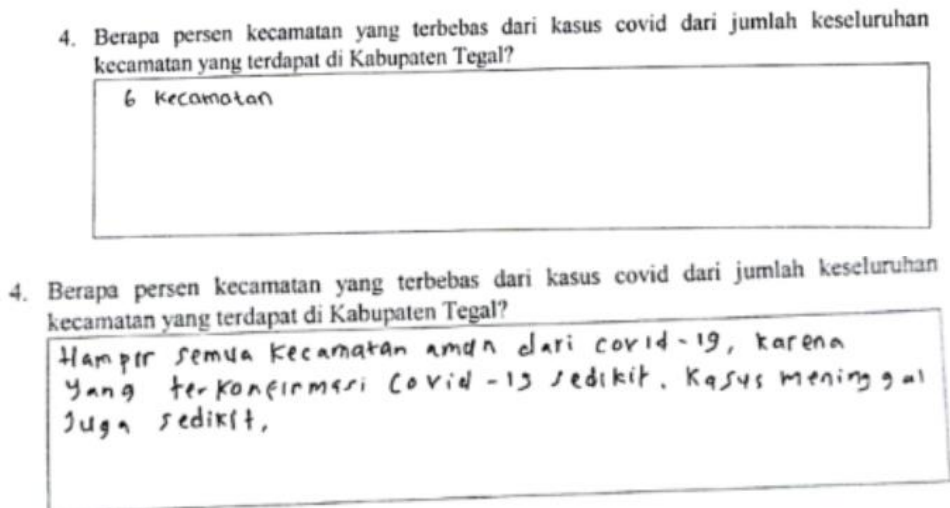 4. Berapa persen kecamatan yang terbebas dari kasus covid dari jumlah keseluruhan
kecamatan yang terdapat di Kabupaten Tegal?
6 Kecamatan
4. Berapa persen kecamatan yang terbebas dari kasus covid dari jumlah keseluruhan
kecamatan yang terdapat di Kabupaten Tegal?
Hampir semua Kecamatan aman dari covid-19, karena
yang terkonfirmasi Covid-19 sedikit. Kasus meninggal
Juga sedikit,